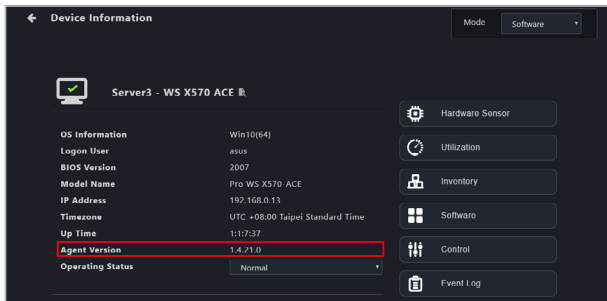 Device Information
Mode Software
Server3 - WS X570 ACE
OS Information Win10(64)
Logon User asus
BIOS Version 2007
Model Name Pro WS X570-ACE
IP Address 192.168.0.13
Timezone UTC +08:00 Taipei Standard Time
Up Time 1:1:7:37
Agent Version 1.4.21.0
Operating Status Normal
Hardware Sensor
Utilization
Inventory
Software
Control
Event Log